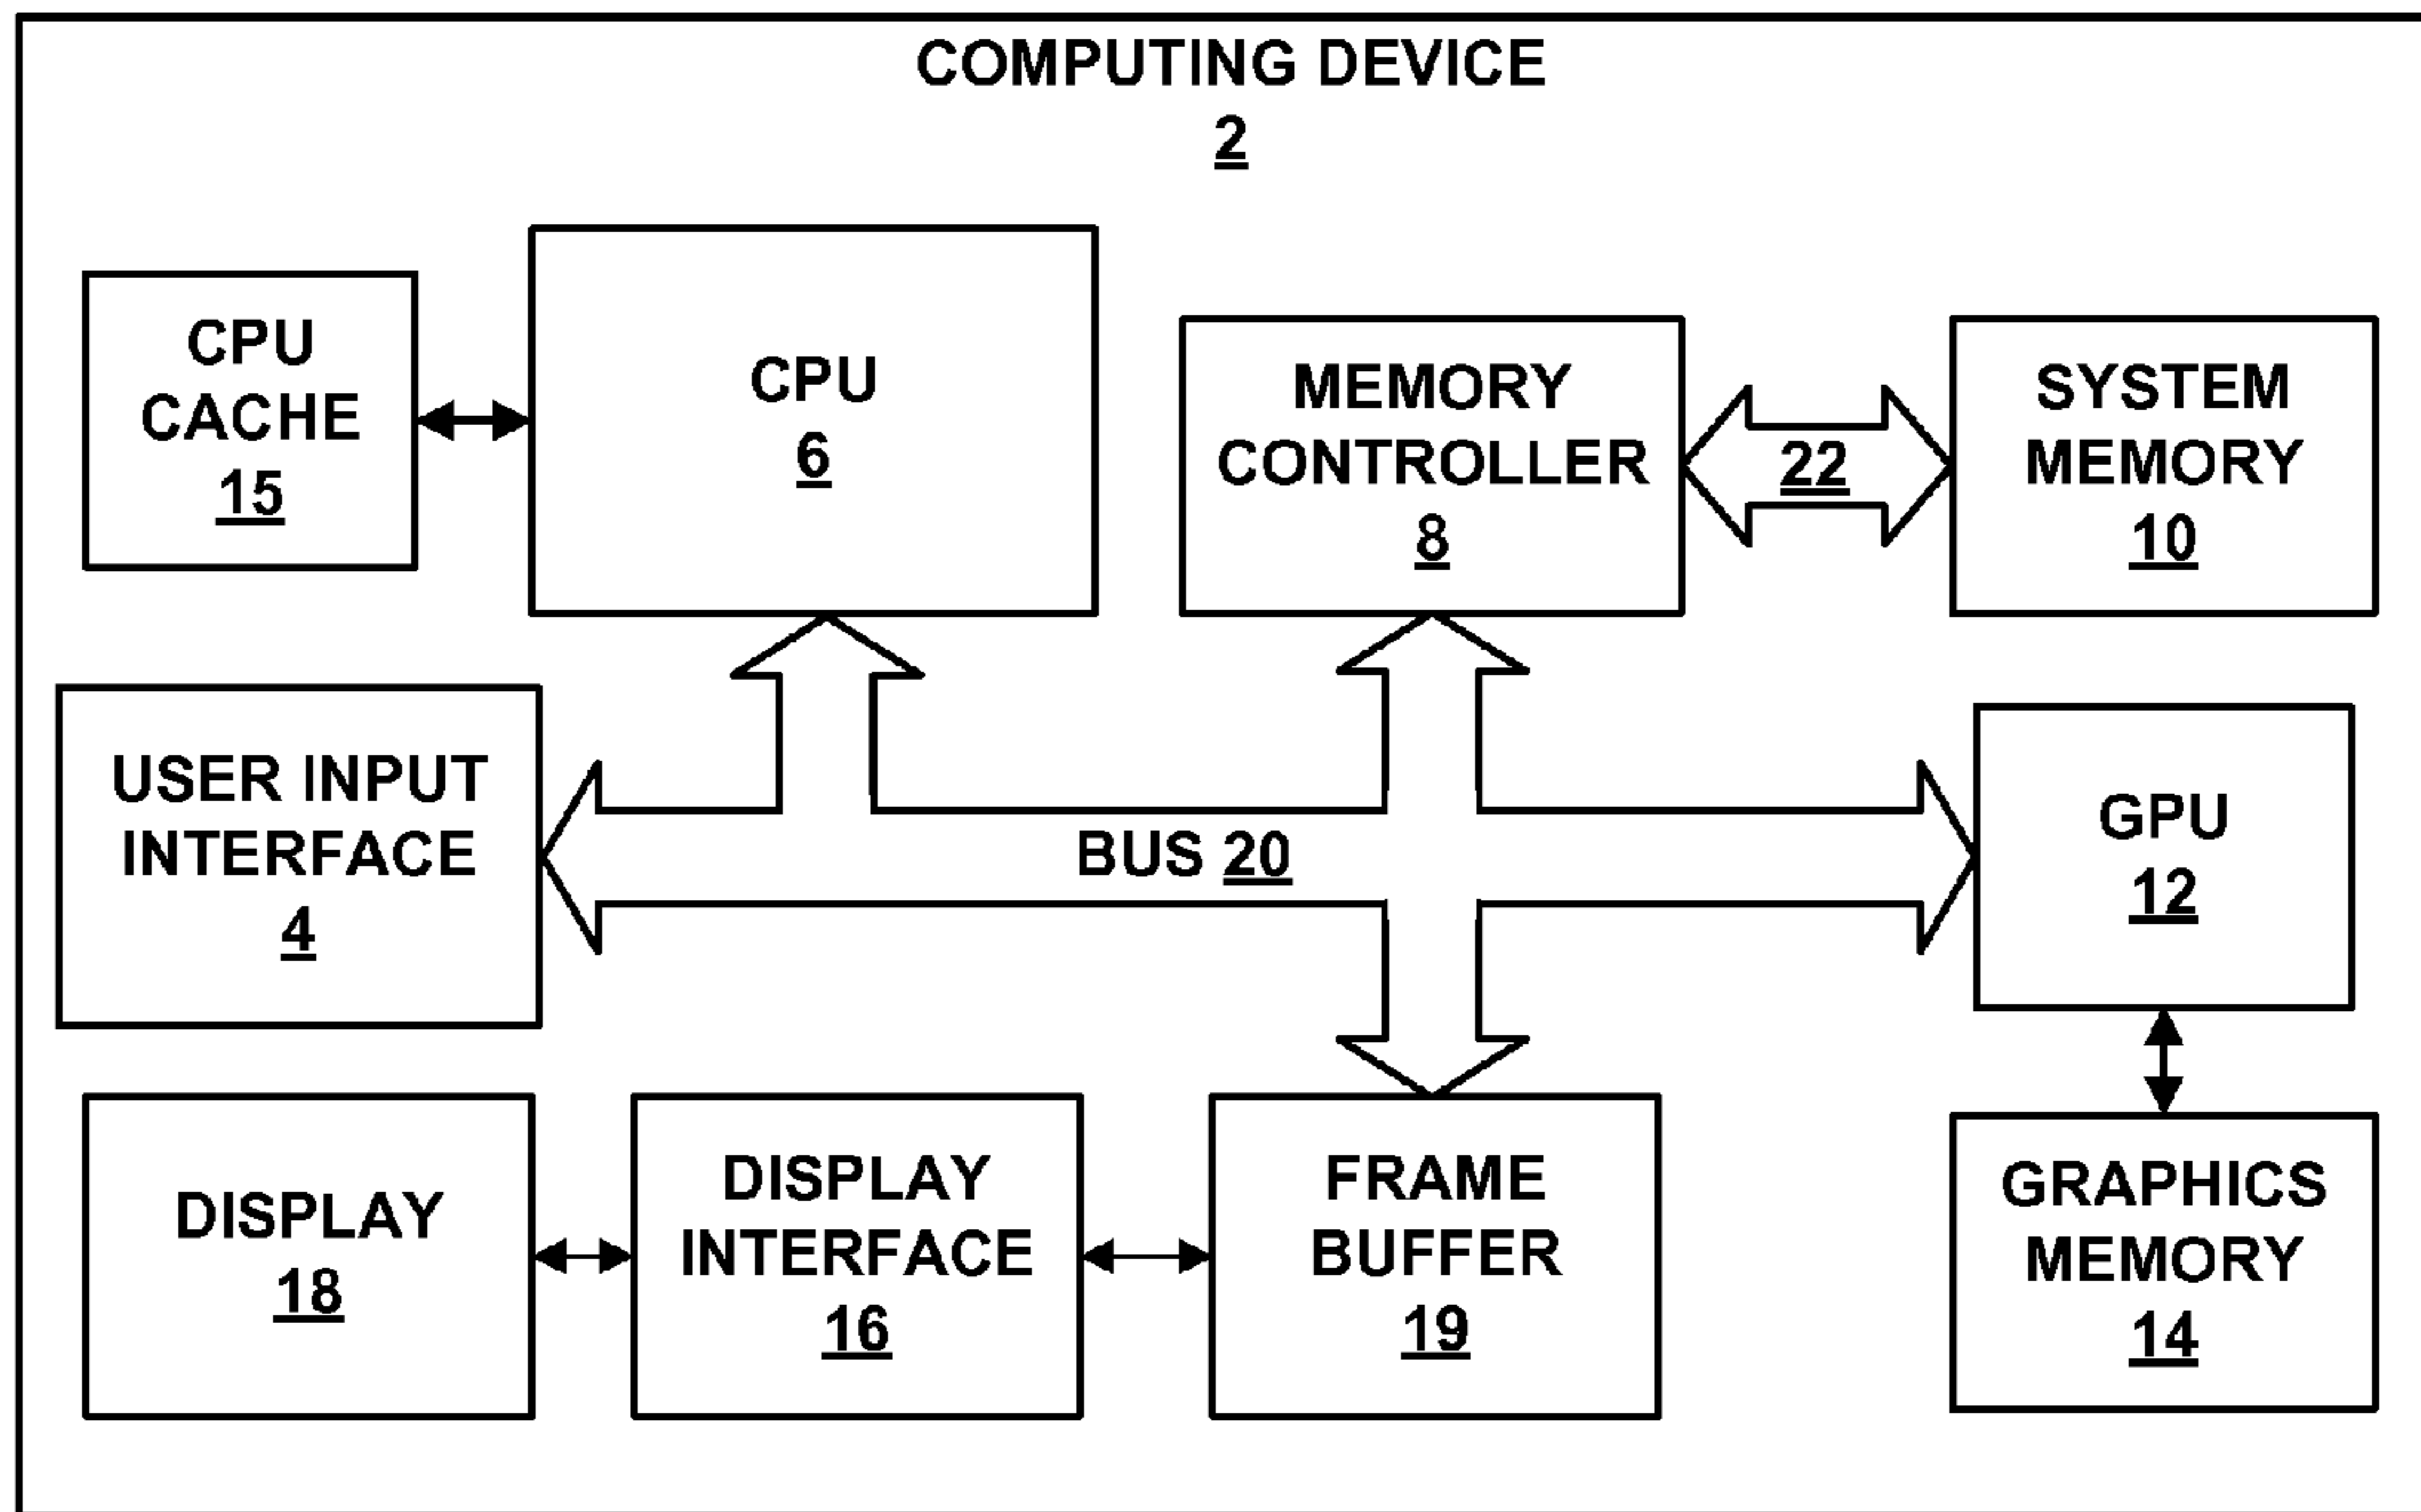 COMPUTING DEVICE
2
CPU
CACHE
15
CPU
6
MEMORY
CONTROLLER
8
22
SYSTEM
MEMORY
10
USER INPUT
INTERFACE
4
BUS 20
GPU
12
DISPLAY
18
DISPLAY
INTERFACE
16
FRAME
BUFFER
19
GRAPHICS
MEMORY
14